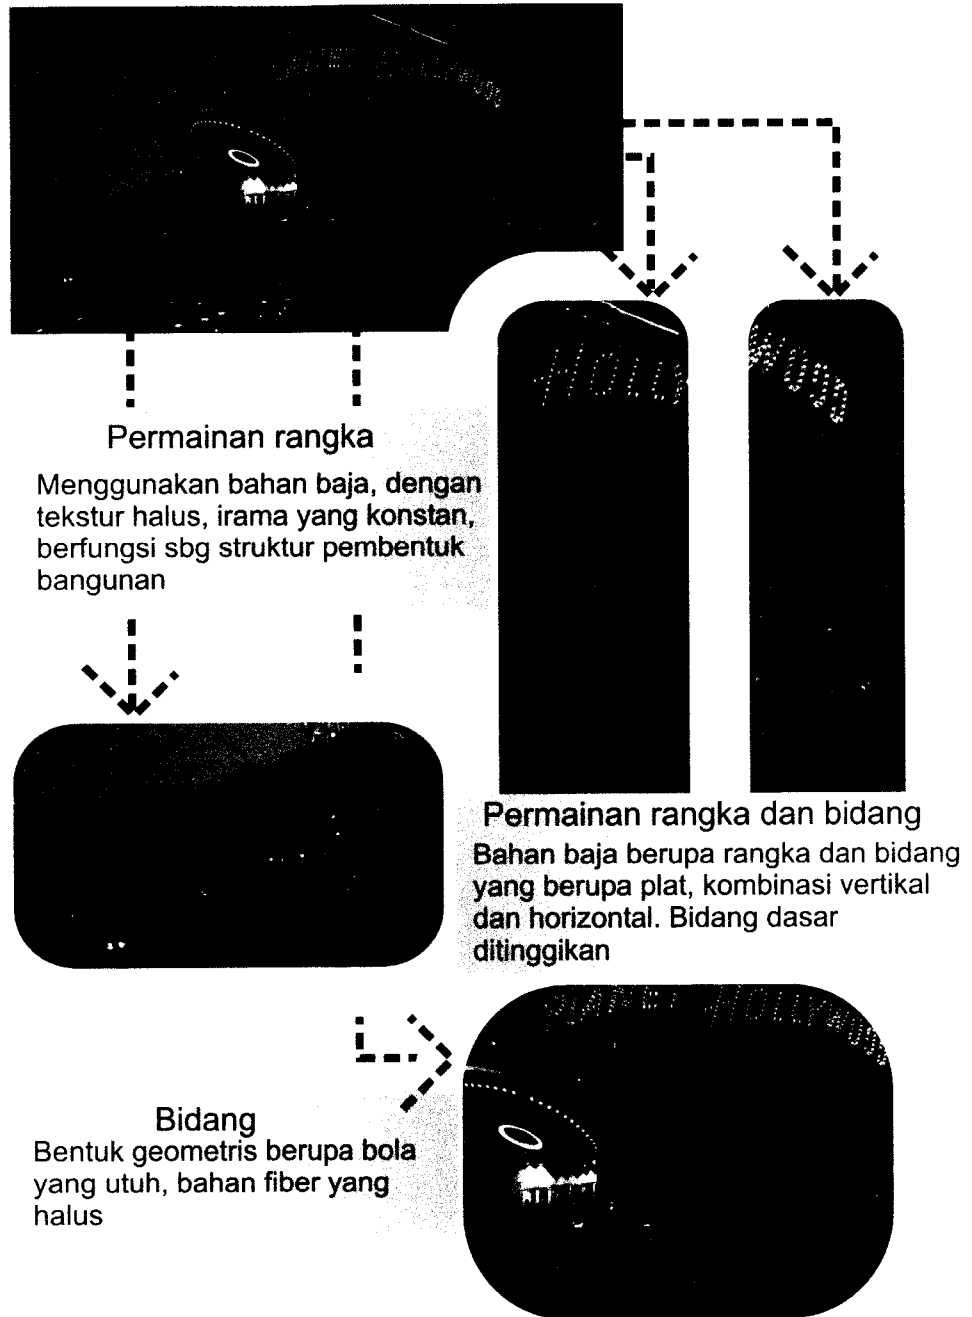 HOLLY
WOOD
Permainan rangka
Menggunakan bahan baja, dengan
tekstur halus, irama yang konstan,
berfungsi sbg struktur pembentuk
bangunan
Permainan rangka dan bidang
Bahan baja berupa rangka dan bidang
yang berupa plat, kombinasi vertikal
dan horizontal. Bidang dasar
ditinggikan
Bidang
Bentuk geometris berupa bola
yang utuh, bahan fiber yang
halus